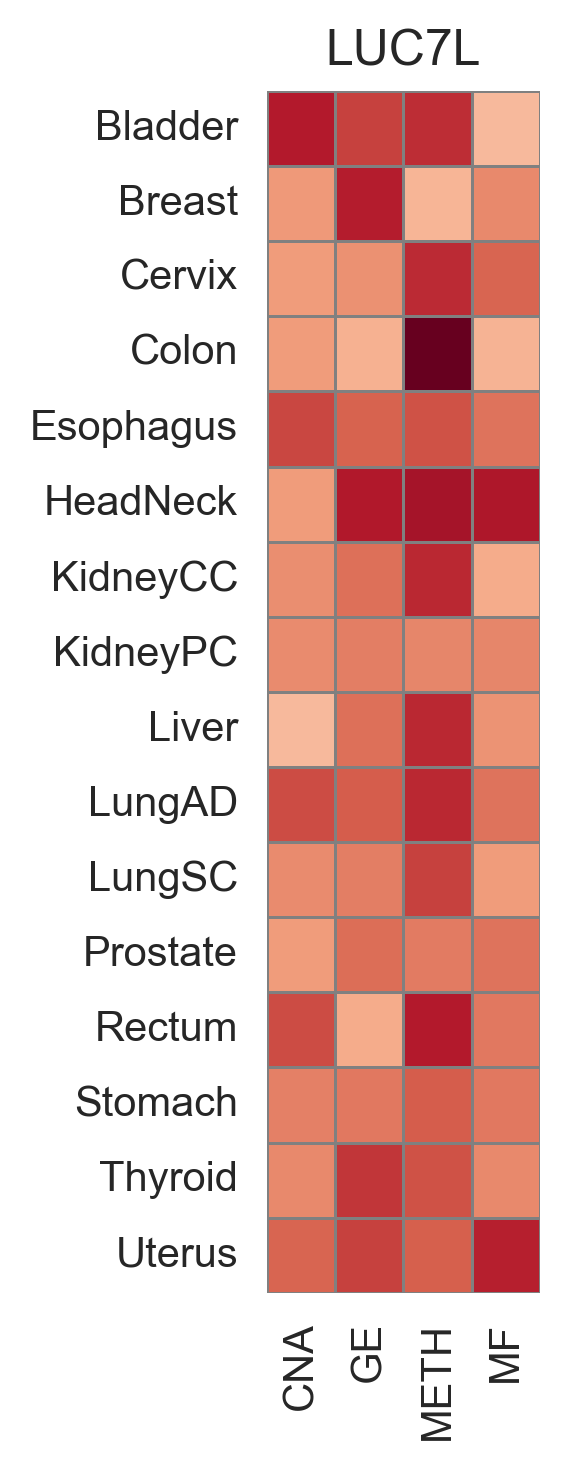 LUC7L
Bladder
Breast
Cervix
Colon
Esophagus
HeadNeck
KidneyCC
KidneyPC
Liver
LungAD
LungSC
Prostate
Rectum
Stomach
Thyroid
Uterus
CNA
GE
METH
MF